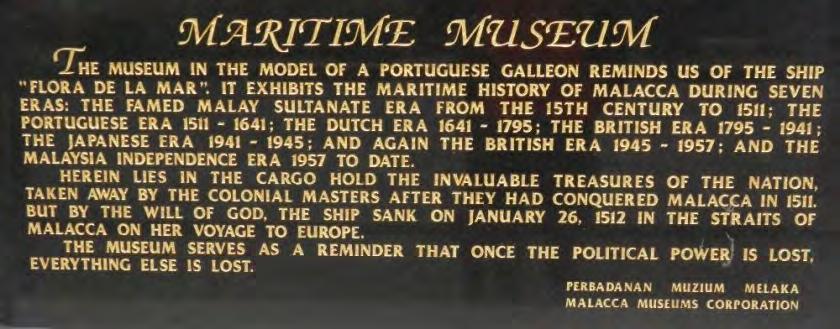 MARITIME MUSEUM
THE MUSEUM IN THE MODEL OF A PORTUGUESE GALLEON REMINDS US OF THE SHIP
"FLORA DE LA MAR". IT EXHIBITS THE MARITIME HISTORY OF MALACCA DURING SEVEN
ERAS: THE FAMED MALAY SULTANATE ERA FROM THE 15TH CENTURY TO 1511; THE
PORTUGUESE ERA 1511 - 1641; THE DUTCH ERA 1641 - 1795; THE BRITISH ERA 1795 - 1941;
THE JAPANESE ERA 1941 - 1945; AND AGAIN THE BRITISH ERA 1945 - 1957; AND THE
MALAYSIA INDEPENDENCE ERA 1957 TO DATE.
HEREIN LIES IN THE CARGO HOLD THE INVALUABLE TREASURES OF THE NATION,
TAKEN AWAY BY THE COLONIAL MASTERS AFTER THEY HAD CONQUERED MALACCA IN 1511.
BUT BY THE WILL OF GOD, THE SHIP SANK ON JANUARY 26, 1512 IN THE STRAITS OF
MALACCA ON HER VOYAGE TO EUROPE.
THE MUSEUM SERVES AS A REMINDER THAT ONCE THE POLITICAL POWER IS LOST,
EVERYTHING ELSE IS LOST.
PERBADANAN MUZIUM MELAKA
MALACCA MUSEUMS CORPORATION